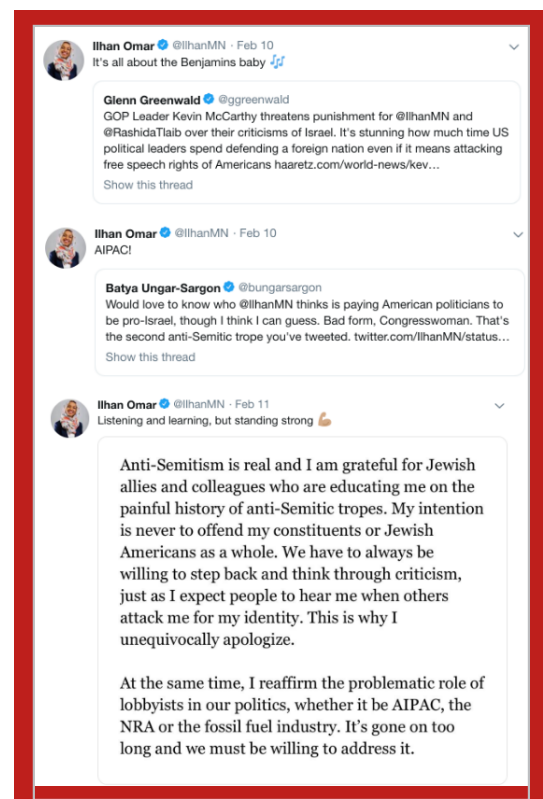 Ilhan Omar @IlhanMN · Feb 10
It's all about the Benjamins baby 🎶
Glenn Greenwald @ggreenwald
GOP Leader Kevin McCarthy threatens punishment for @IlhanMN and
@RashidaTlaib over their criticisms of Israel. It's stunning how much time US
political leaders spend defending a foreign nation even if it means attacking
free speech rights of Americans haaretz.com/world-news/kev…
Show this thread
Ilhan Omar @IlhanMN · Feb 10
AIPAC!
Batya Ungar-Sargon @bungarsargon
Would love to know who @IlhanMN thinks is paying American politicians to
be pro-Israel, though I think I can guess. Bad form, Congresswoman. That's
the second anti-Semitic trope you've tweeted. twitter.com/IlhanMN/status…
Show this thread
Ilhan Omar @IlhanMN · Feb 11
Listening and learning, but standing strong 💪🏽
Anti-Semitism is real and I am grateful for Jewish
allies and colleagues who are educating me on the
painful history of anti-Semitic tropes. My intention
is never to offend my constituents or Jewish
Americans as a whole. We have to always be
willing to step back and think through criticism,
just as I expect people to hear me when others
attack me for my identity. This is why I
unequivocally apologize.
At the same time, I reaffirm the problematic role of
lobbyists in our politics, whether it be AIPAC, the
NRA or the fossil fuel industry. It's gone on too
long and we must be willing to address it.